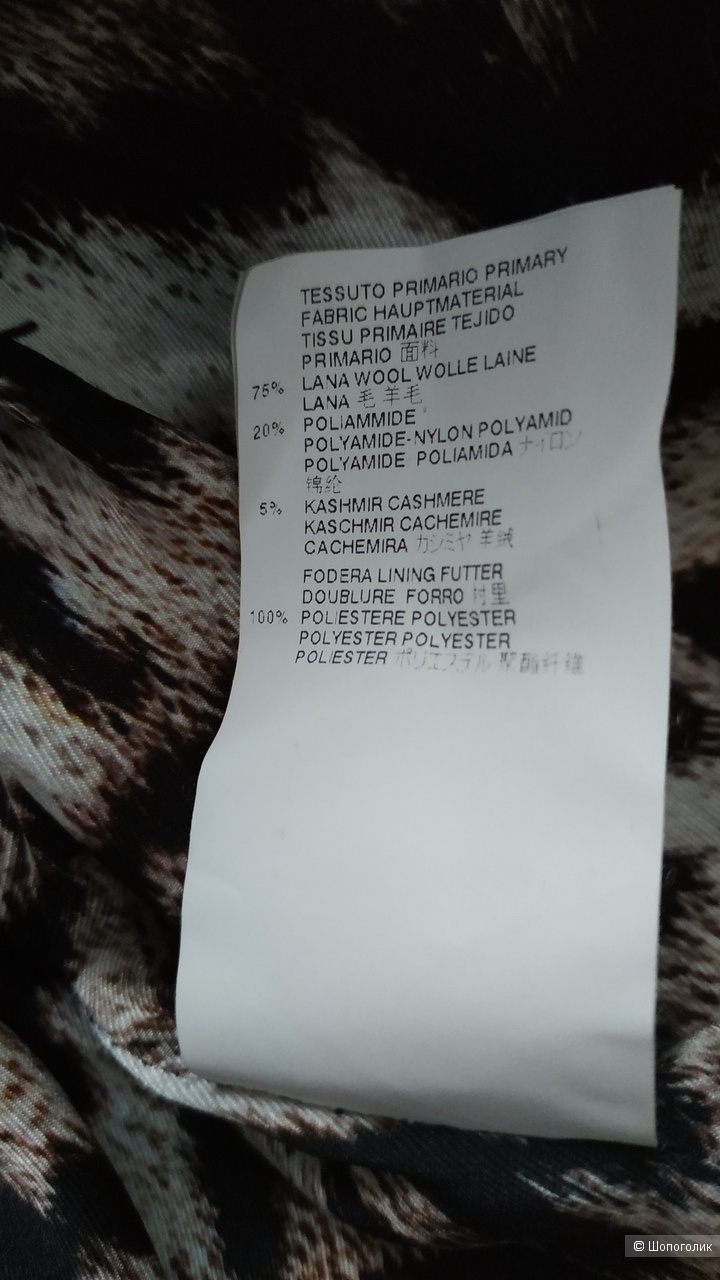 TESSUTO PRIMARIO PRIMARY
FABRIC HAUPTMATERIAL
TISSU PRIMAIRE TEJIDO
PRIMARIO 面料
75% LANA WOOL WOLLE LAINE
LANA 毛 羊毛
20% POLIAMMIDE
POLYAMIDE-NYLON POLYAMID
POLYAMIDE POLIAMIDA ナイロン
锦纶
5% KASHMIR CASHMERE
KASCHMIR CACHEMIRE
CACHEMIRA カシミヤ 羊绒
FODERA LINING FUTTER
DOUBLURE FORRO 衬里
100% POLIESTERE POLYESTER
POLYESTER POLYESTER
POLIESTER ポリエステル 聚酯纤维
© Шопоголик